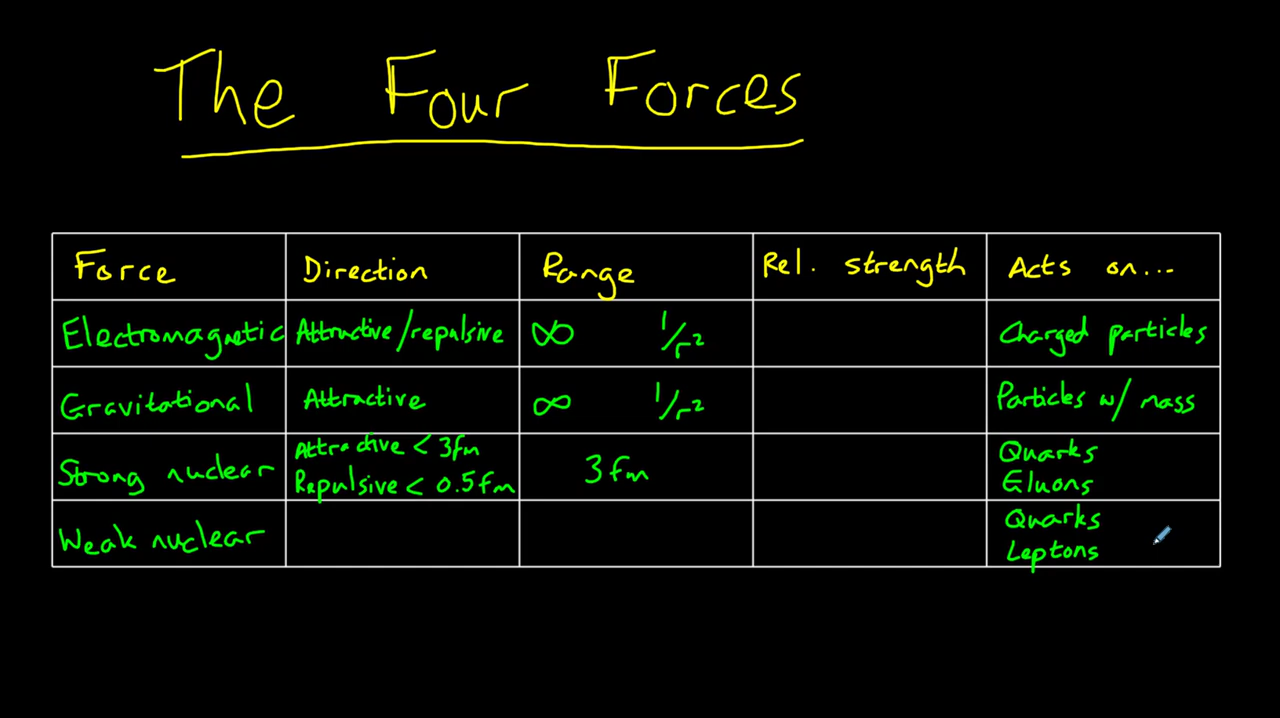 The Four Forces
Force Direction Range Rel. strength Acts on...
Electromagnetic Attractive/repulsive ∞ 1/r² Charged particles
Gravitational Attractive ∞ 1/r² Particles w/ mass
Strong nuclear Attractive < 3fm 3fm Quarks
Repulsive < 0.5fm Gluons
Weak nuclear Quarks
Leptons